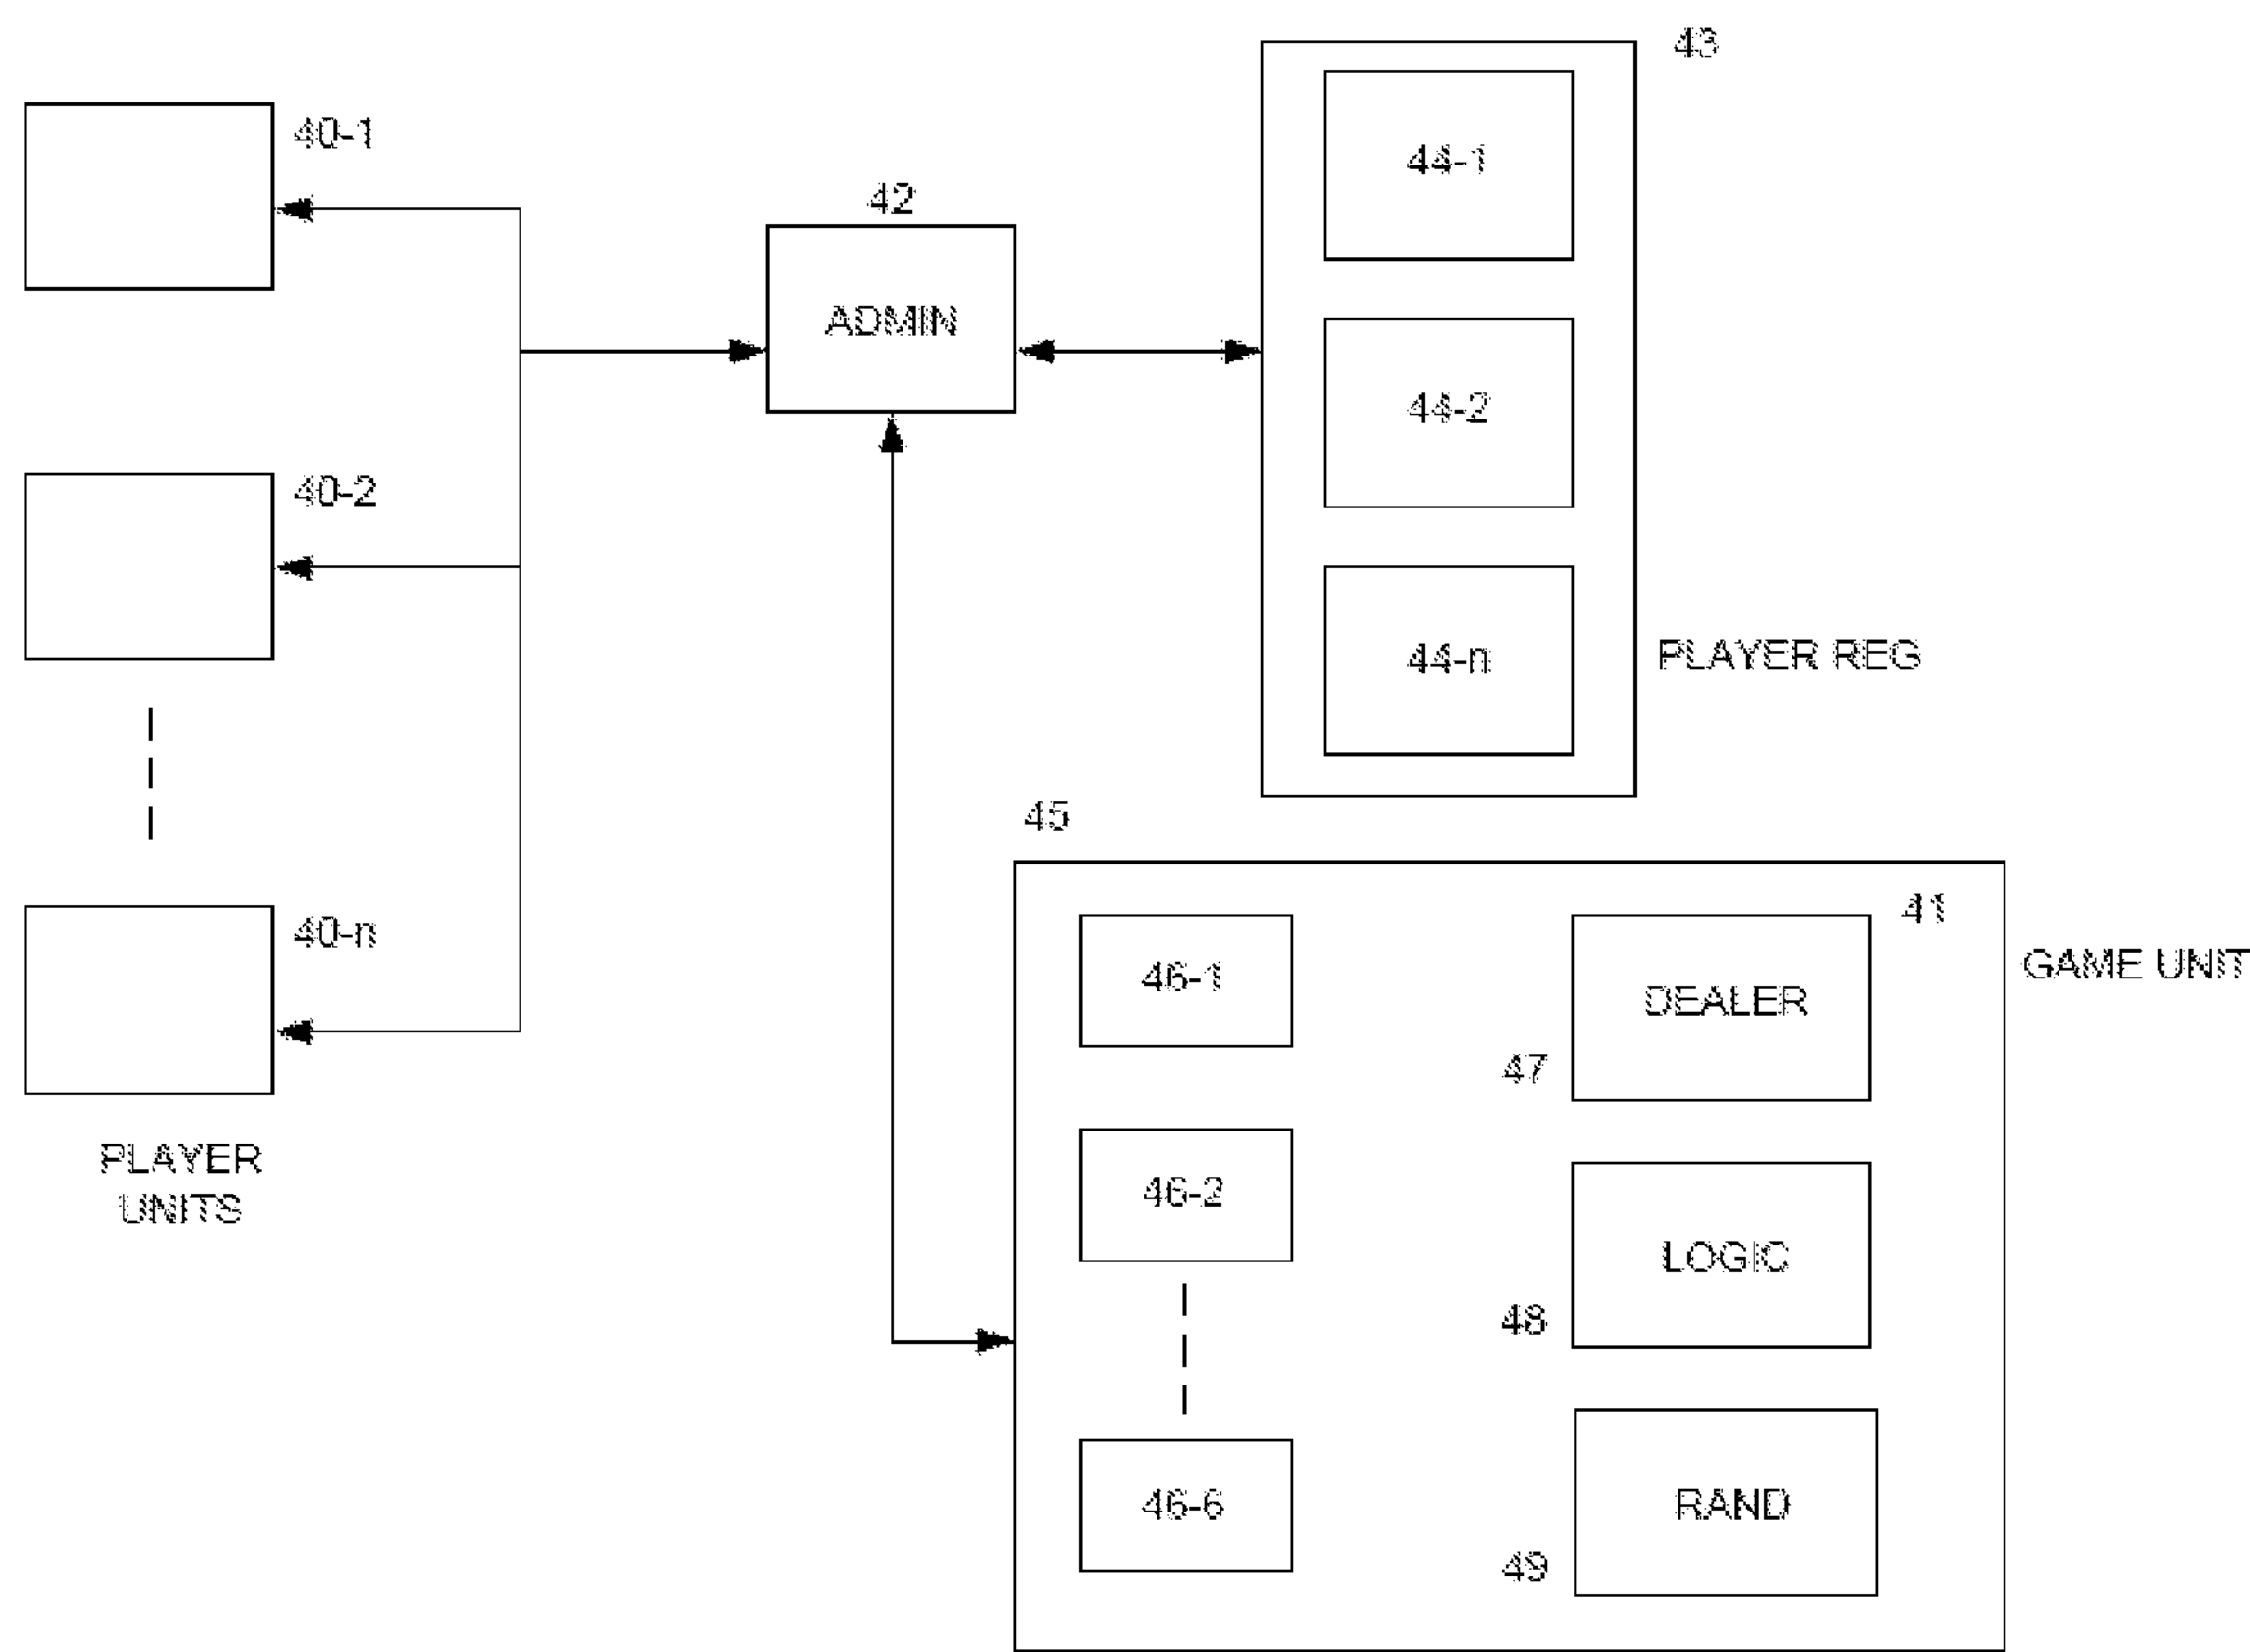 43
40-1
44-1
42
ADMIN
40-2
44-2
44-n
PLAYER REG
45
40-n
41
46-1
GAME UNIT
DEALER
47
PLAYER
UNITS
46-2
LOGIC
48
46-6
RAND
49